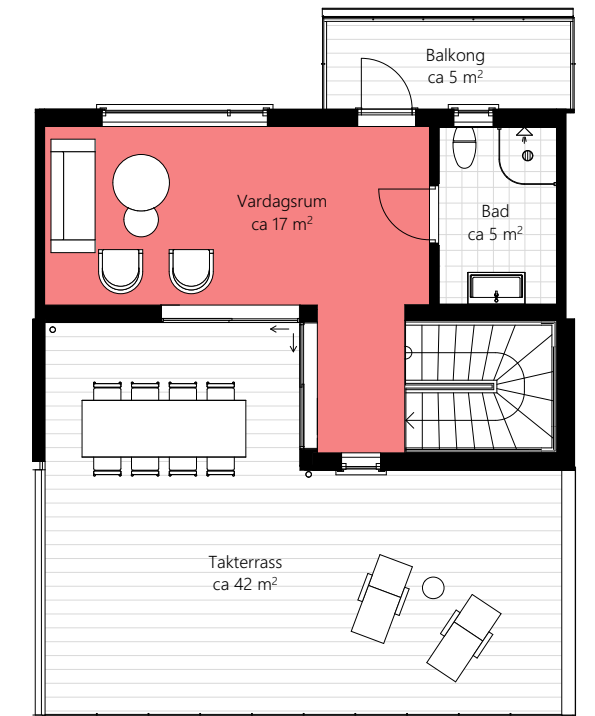 Balkong
ca 5 m²
Vardagsrum
ca 17 m²
Bad
ca 5 m²
Takterrass
ca 42 m²